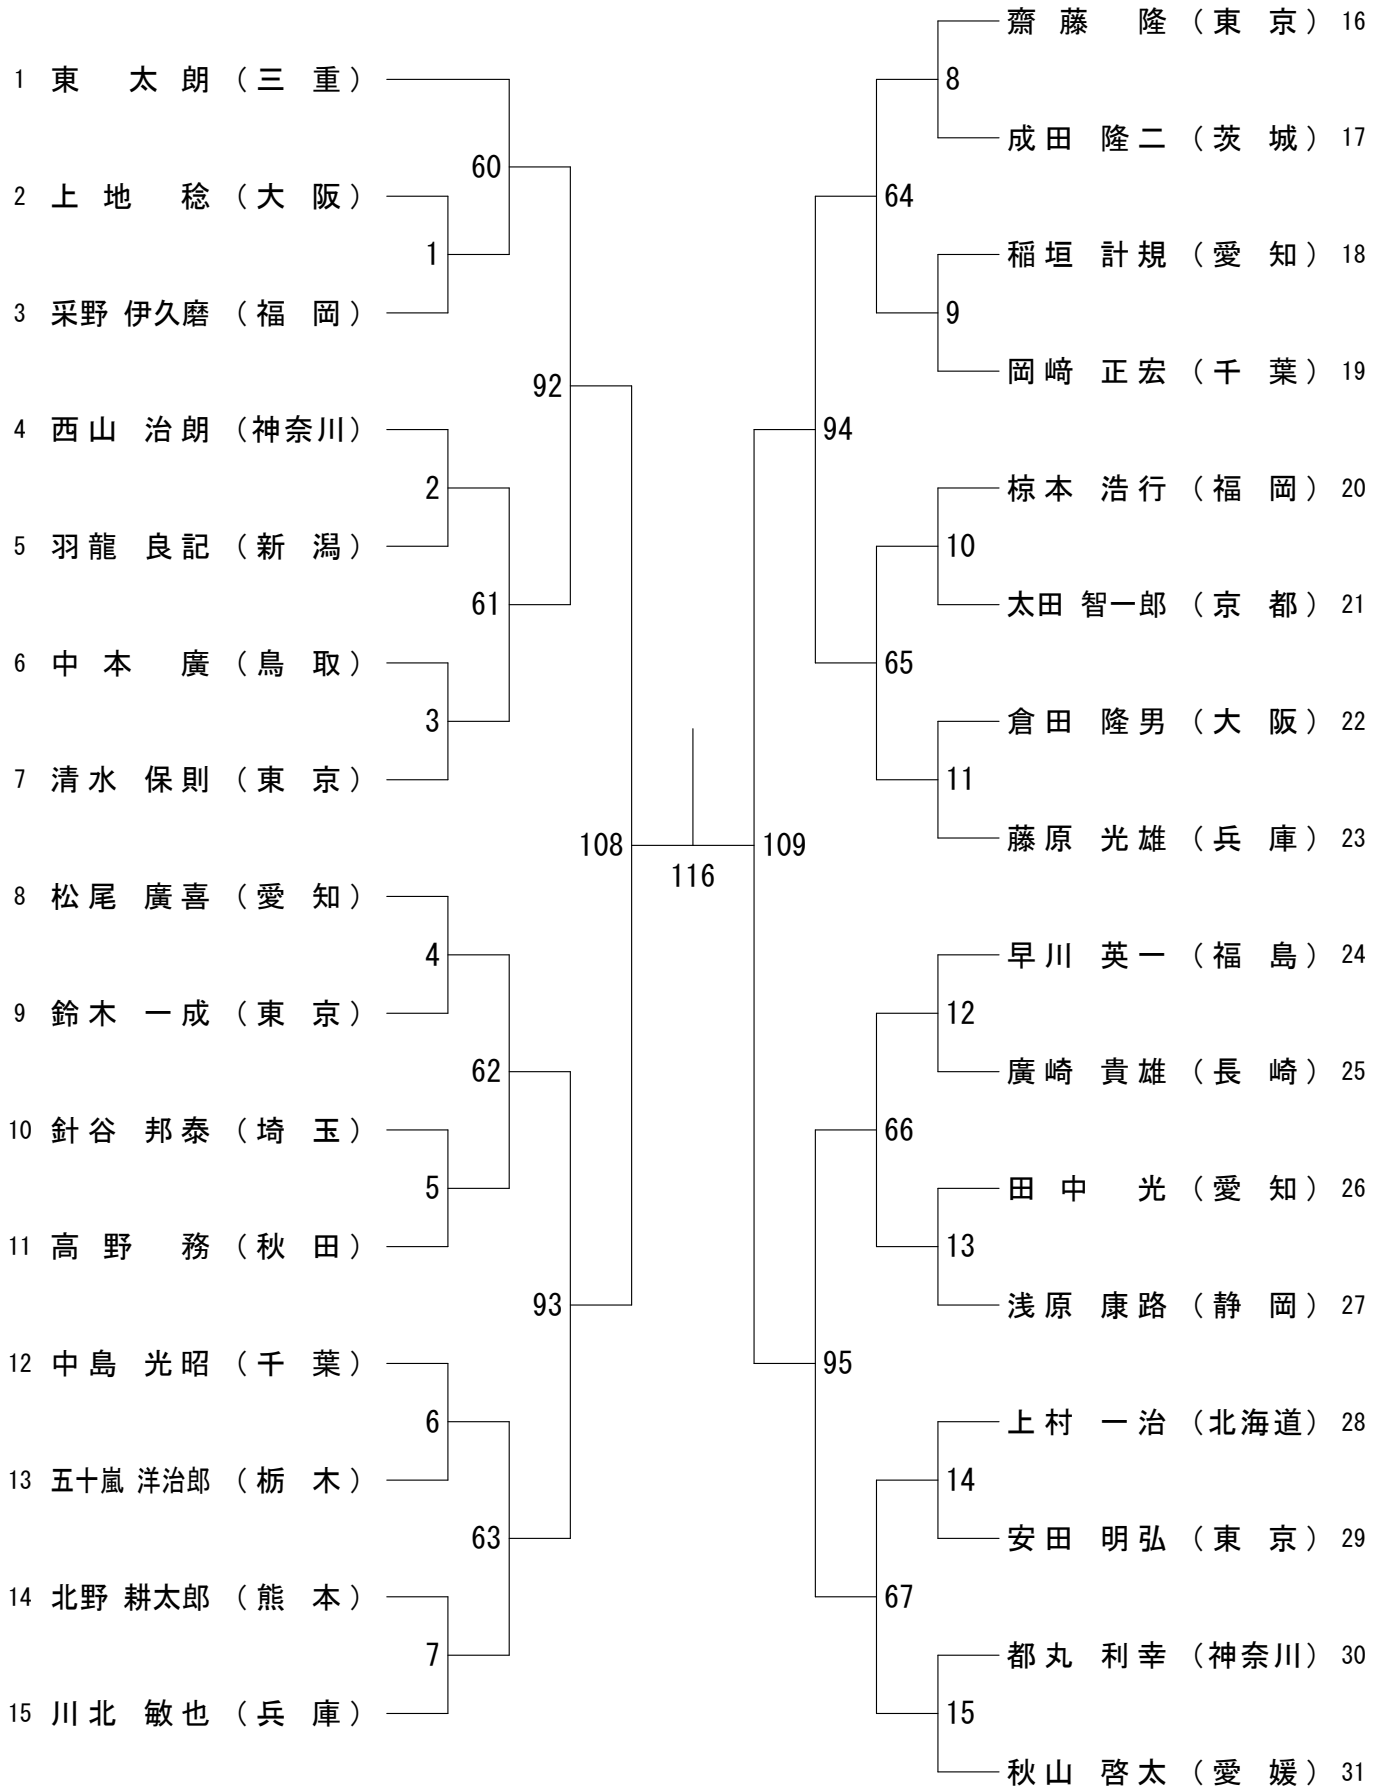 1 東 太朗 （三 重）
2 上地 稔 （大 阪）
3 采野 伊久磨 （福 岡）
4 西山 治朗 （神奈川）
5 羽龍 良記 （新 潟）
6 中本 廣 （鳥 取）
7 清水 保則 （東 京）
8 松尾 廣喜 （愛 知）
9 鈴木 一成 （東 京）
10 針谷 邦泰 （埼 玉）
11 高野 務 （秋 田）
12 中島 光昭 （千 葉）
13 五十嵐 洋治郎 （栃 木）
14 北野 耕太郎 （熊 本）
15 川北 敏也 （兵 庫）
1
2
3
4
5
6
7
60
61
62
63
92
93
108
116
109
94
95
64
65
66
67
8
9
10
11
12
13
14
15
齋藤 隆 （東 京） 16
成田 隆二 （茨 城） 17
稲垣 計規 （愛 知） 18
岡﨑 正宏 （千 葉） 19
椋本 浩行 （福 岡） 20
太田 智一郎 （京 都） 21
倉田 隆男 （大 阪） 22
藤原 光雄 （兵 庫） 23
早川 英一 （福 島） 24
廣崎 貴雄 （長 崎） 25
田中 光 （愛 知） 26
浅原 康路 （静 岡） 27
上村 一治 （北海道） 28
安田 明弘 （東 京） 29
都丸 利幸 （神奈川） 30
秋山 啓太 （愛 媛） 31